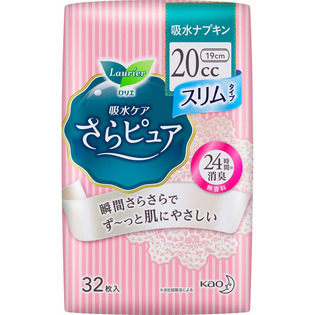 吸水ナプキン
20cc
19cm
スリムタイプ
Laurier
ロリエ
吸水ケア
さらピュア
24時間*
消臭
無香料
瞬間さらさらで
ず〜っと肌にやさしい
32枚入
Kao